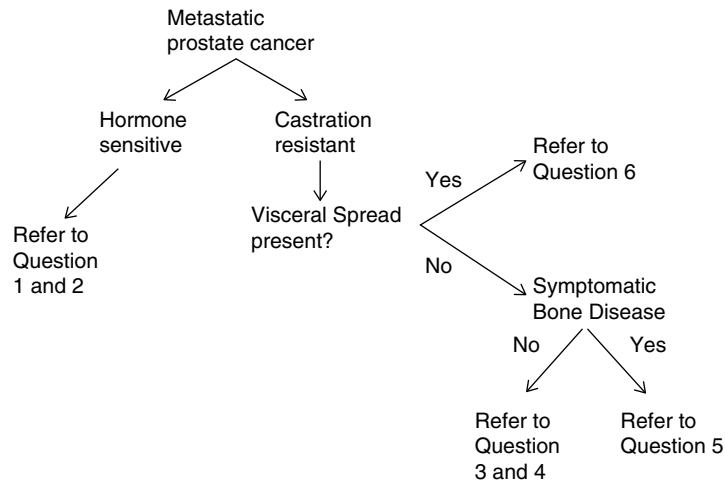 Metastatic
prostate cancer
Hormone
sensitive
Castration
resistant
Refer to
Question
1 and 2
Visceral Spread
present?
Yes
Refer to
Question 6
No
Symptomatic
Bone Disease
No
Yes
Refer to
Question
3 and 4
Refer to
Question 5